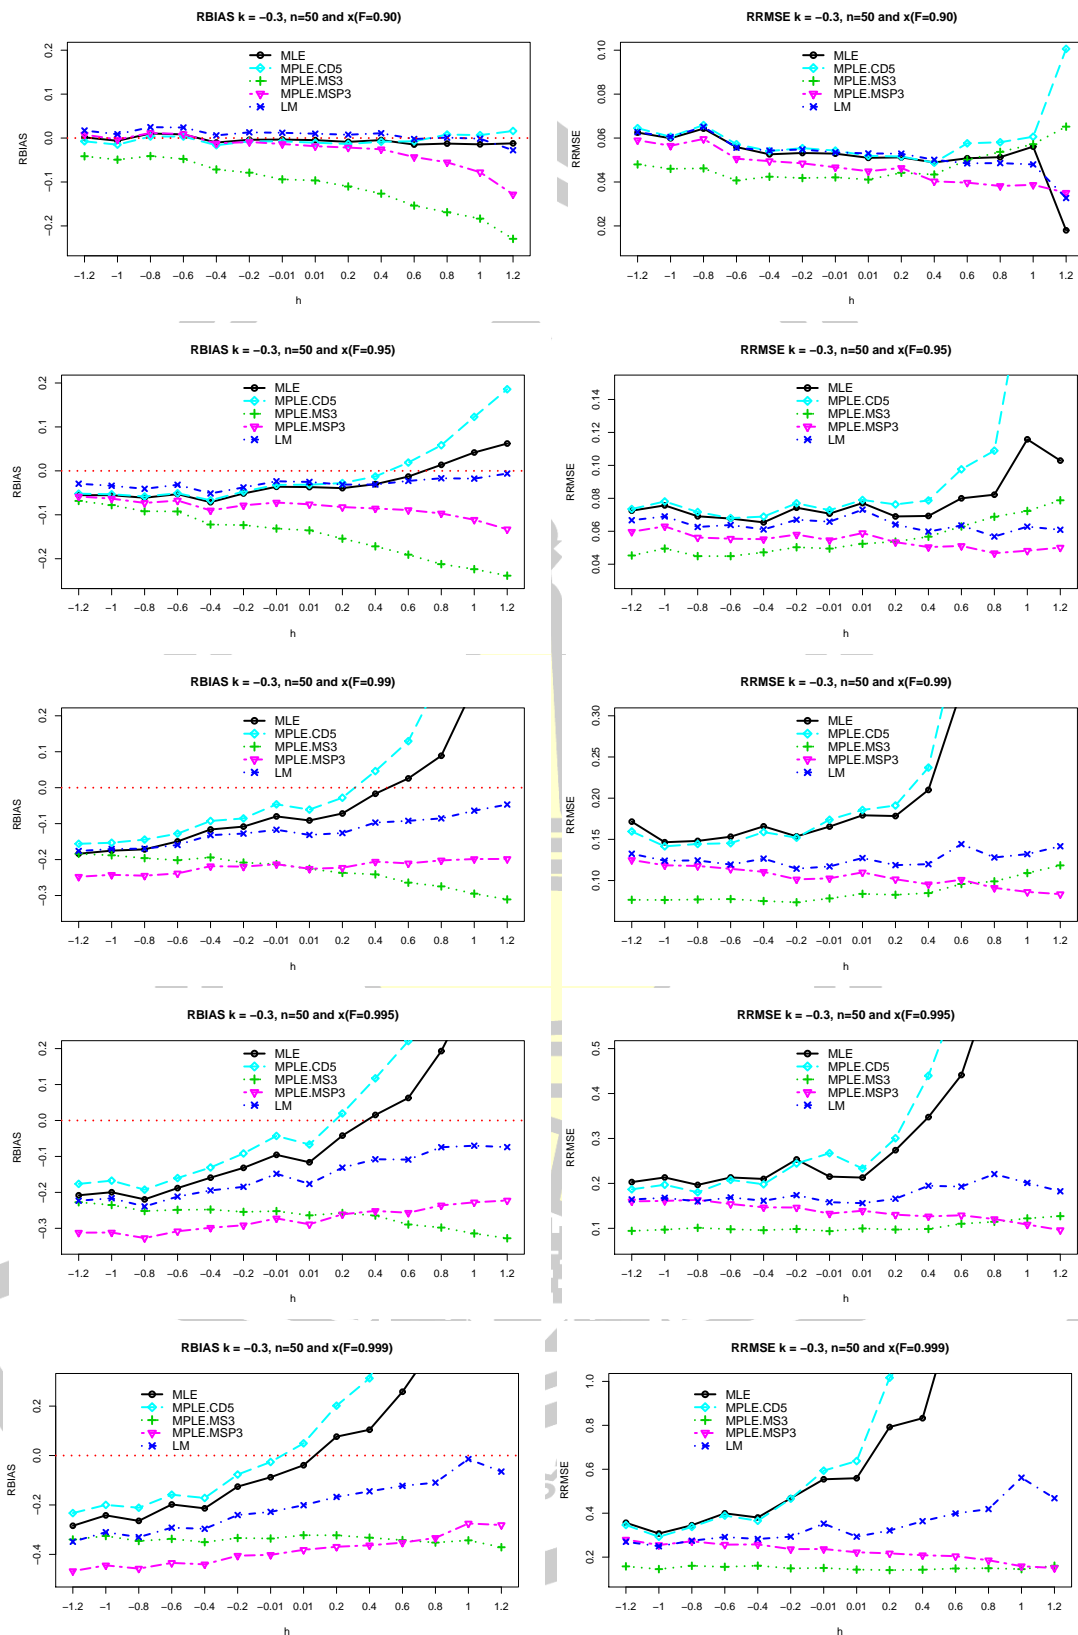 RBIAS k = −0.3, n=50 and x(F=0.90)
MLE
MPLE.CD5
MPLE.MS3
MPLE.MSP3
LM
RBIAS
0.2
0.1
0.0
−0.1
−0.2
−1.2 −1 −0.8 −0.6 −0.4 −0.2 −0.01 0.01 0.2 0.4 0.6 0.8 1 1.2
h
RRMSE k = −0.3, n=50 and x(F=0.90)
MLE
MPLE.CD5
MPLE.MS3
MPLE.MSP3
LM
RRMSE
0.10
0.08
0.06
0.04
0.02
−1.2 −1 −0.8 −0.6 −0.4 −0.2 −0.01 0.01 0.2 0.4 0.6 0.8 1 1.2
h
RBIAS k = −0.3, n=50 and x(F=0.95)
MLE
MPLE.CD5
MPLE.MS3
MPLE.MSP3
LM
RBIAS
0.2
0.1
0.0
−0.1
−0.2
−1.2 −1 −0.8 −0.6 −0.4 −0.2 −0.01 0.01 0.2 0.4 0.6 0.8 1 1.2
h
RRMSE k = −0.3, n=50 and x(F=0.95)
MLE
MPLE.CD5
MPLE.MS3
MPLE.MSP3
LM
RRMSE
0.14
0.12
0.10
0.08
0.06
0.04
−1.2 −1 −0.8 −0.6 −0.4 −0.2 −0.01 0.01 0.2 0.4 0.6 0.8 1 1.2
h
RBIAS k = −0.3, n=50 and x(F=0.99)
MLE
MPLE.CD5
MPLE.MS3
MPLE.MSP3
LM
RBIAS
0.2
0.1
0.0
−0.1
−0.2
−0.3
−1.2 −1 −0.8 −0.6 −0.4 −0.2 −0.01 0.01 0.2 0.4 0.6 0.8 1 1.2
h
RRMSE k = −0.3, n=50 and x(F=0.99)
MLE
MPLE.CD5
MPLE.MS3
MPLE.MSP3
LM
RRMSE
0.30
0.25
0.20
0.15
0.10
−1.2 −1 −0.8 −0.6 −0.4 −0.2 −0.01 0.01 0.2 0.4 0.6 0.8 1 1.2
h
RBIAS k = −0.3, n=50 and x(F=0.995)
MLE
MPLE.CD5
MPLE.MS3
MPLE.MSP3
LM
RBIAS
0.2
0.1
0.0
−0.1
−0.2
−0.3
−1.2 −1 −0.8 −0.6 −0.4 −0.2 −0.01 0.01 0.2 0.4 0.6 0.8 1 1.2
h
RRMSE k = −0.3, n=50 and x(F=0.995)
MLE
MPLE.CD5
MPLE.MS3
MPLE.MSP3
LM
RRMSE
0.5
0.4
0.3
0.2
0.1
−1.2 −1 −0.8 −0.6 −0.4 −0.2 −0.01 0.01 0.2 0.4 0.6 0.8 1 1.2
h
RBIAS k = −0.3, n=50 and x(F=0.999)
MLE
MPLE.CD5
MPLE.MS3
MPLE.MSP3
LM
RBIAS
0.2
0.0
−0.2
−0.4
−1.2 −1 −0.8 −0.6 −0.4 −0.2 −0.01 0.01 0.2 0.4 0.6 0.8 1 1.2
h
RRMSE k = −0.3, n=50 and x(F=0.999)
MLE
MPLE.CD5
MPLE.MS3
MPLE.MSP3
LM
RRMSE
1.0
0.8
0.6
0.4
0.2
−1.2 −1 −0.8 −0.6 −0.4 −0.2 −0.01 0.01 0.2 0.4 0.6 0.8 1 1.2
h